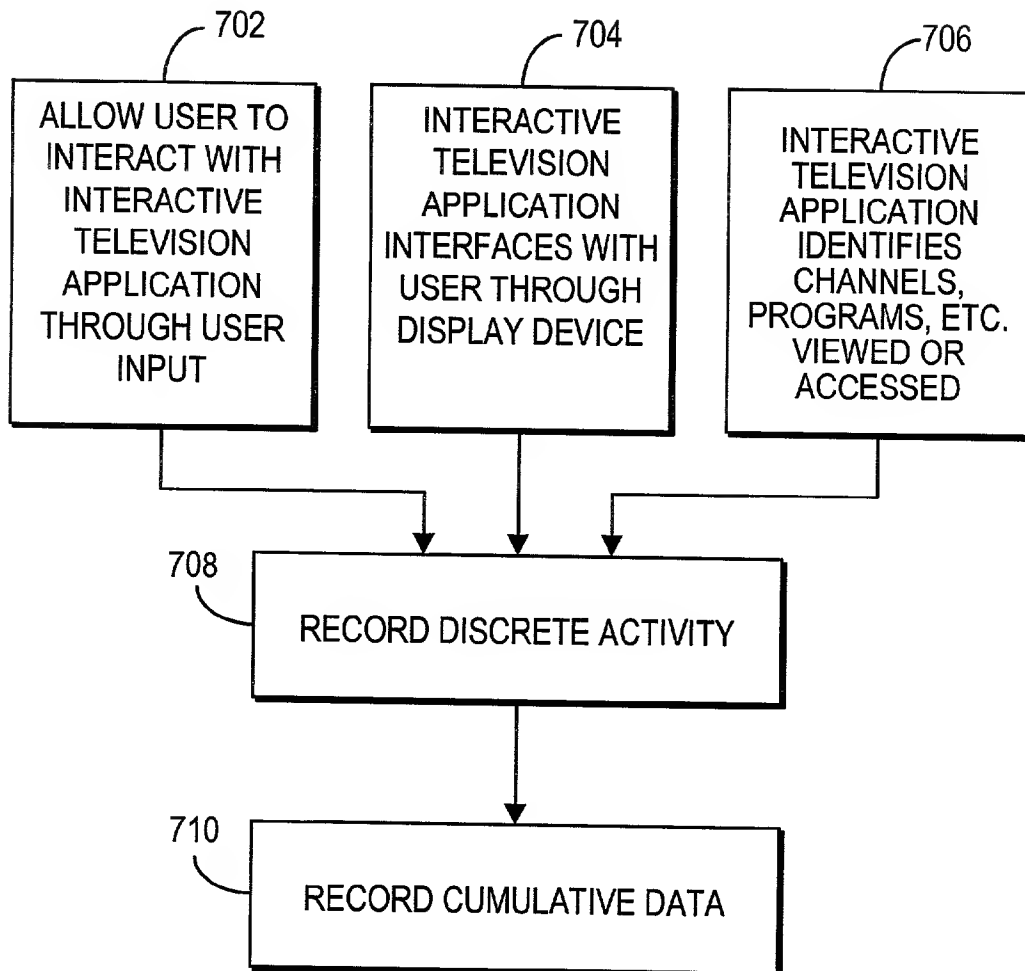 702
704
706
ALLOW USER TO
INTERACT WITH
INTERACTIVE
TELEVISION
APPLICATION
THROUGH USER
INPUT
INTERACTIVE
TELEVISION
APPLICATION
INTERFACES WITH
USER THROUGH
DISPLAY DEVICE
INTERACTIVE
TELEVISION
APPLICATION
IDENTIFIES
CHANNELS,
PROGRAMS, ETC.
VIEWED OR
ACCESSED
708
RECORD DISCRETE ACTIVITY
710
RECORD CUMULATIVE DATA